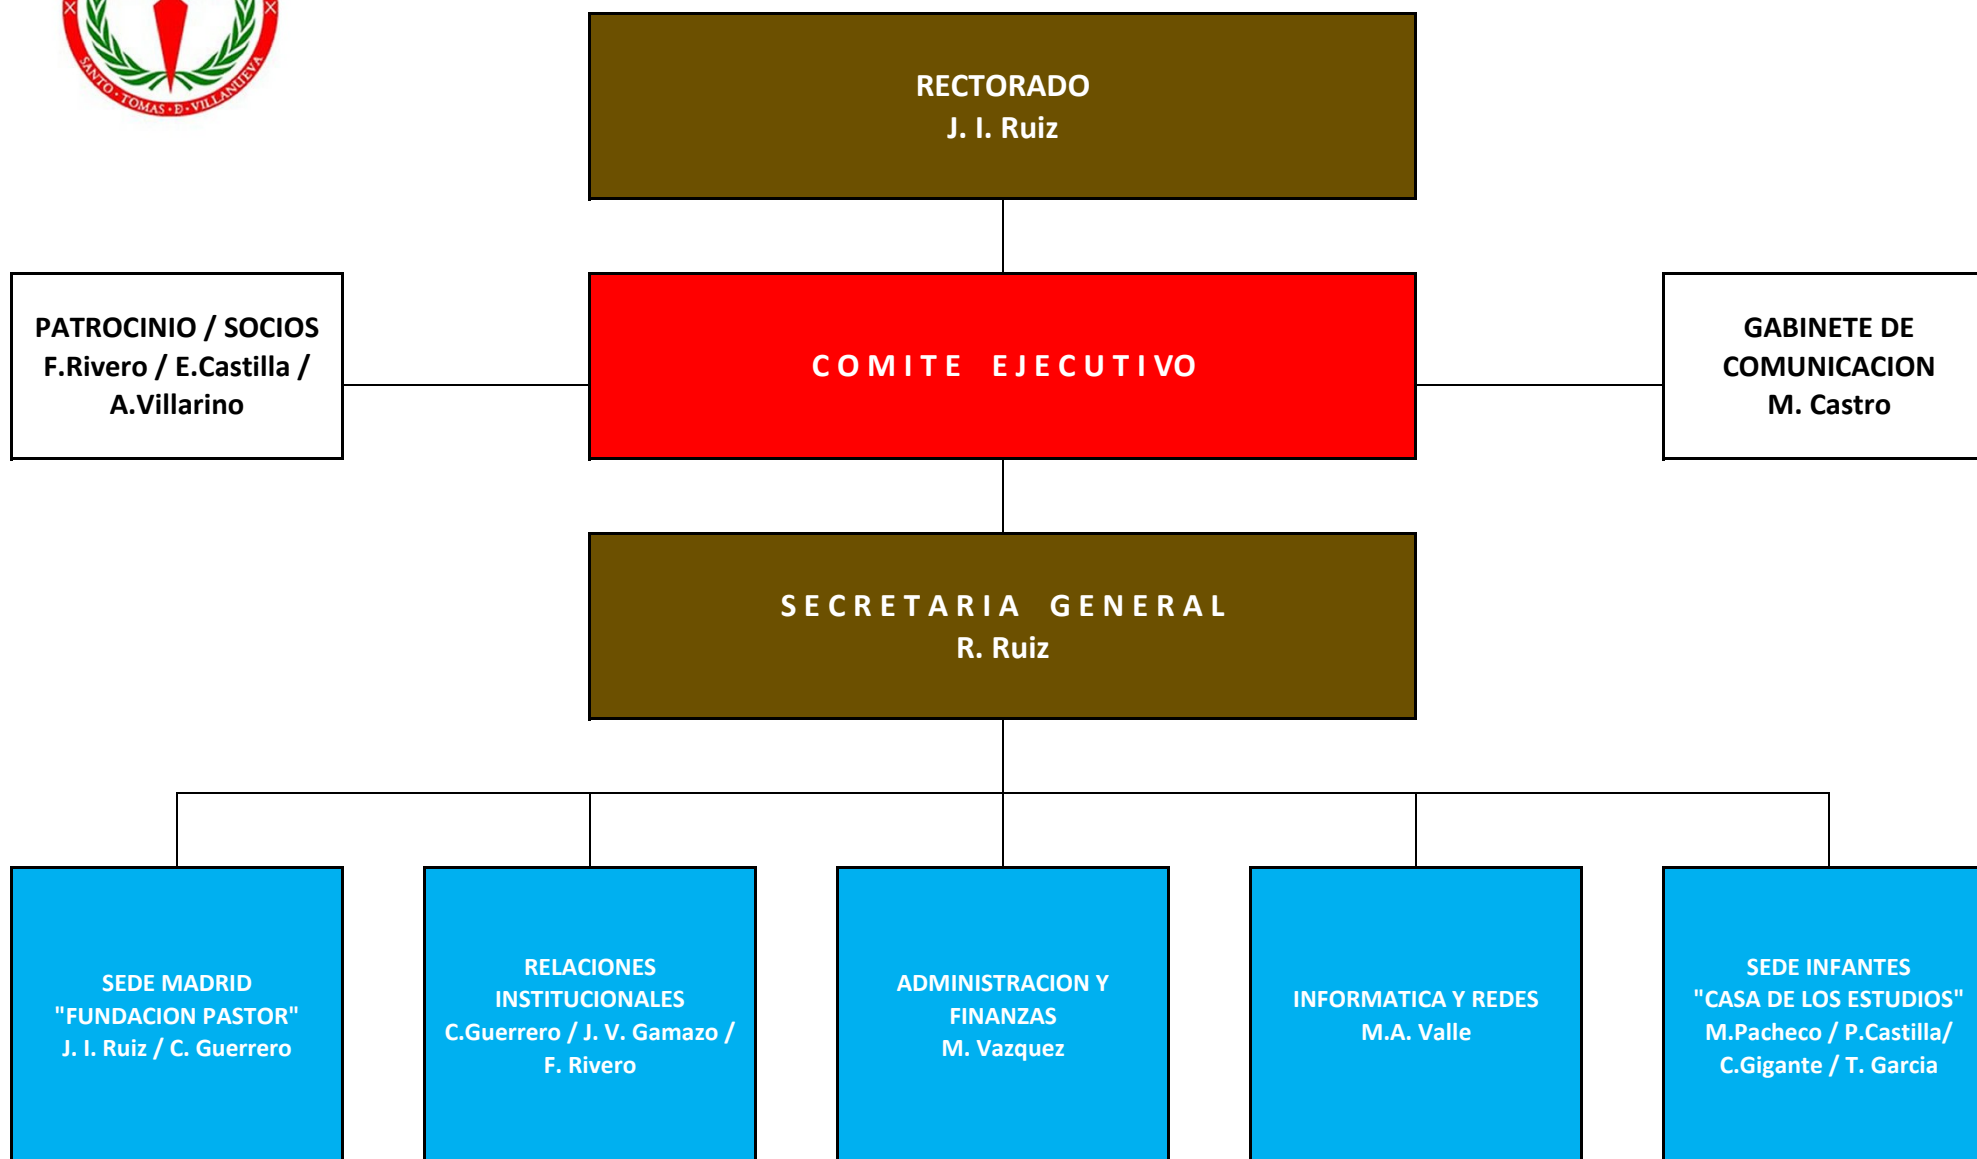 SANTO · TOMAS · Đ · VILLANUEVA
RECTORADO
J. I. Ruiz
PATROCINIO / SOCIOS
F.Rivero / E.Castilla /
A.Villarino
C O M I T E E J E C U T I VO
GABINETE DE
COMUNICACION
M. Castro
S E C R E T A R I A G E N E R A L
R. Ruiz
SEDE MADRID
"FUNDACION PASTOR"
J. I. Ruiz / C. Guerrero
RELACIONES
INSTITUCIONALES
C.Guerrero / J. V. Gamazo /
F. Rivero
ADMINISTRACION Y
FINANZAS
M. Vazquez
INFORMATICA Y REDES
M.A. Valle
SEDE INFANTES
"CASA DE LOS ESTUDIOS"
M.Pacheco / P.Castilla/
C.Gigante / T. Garcia